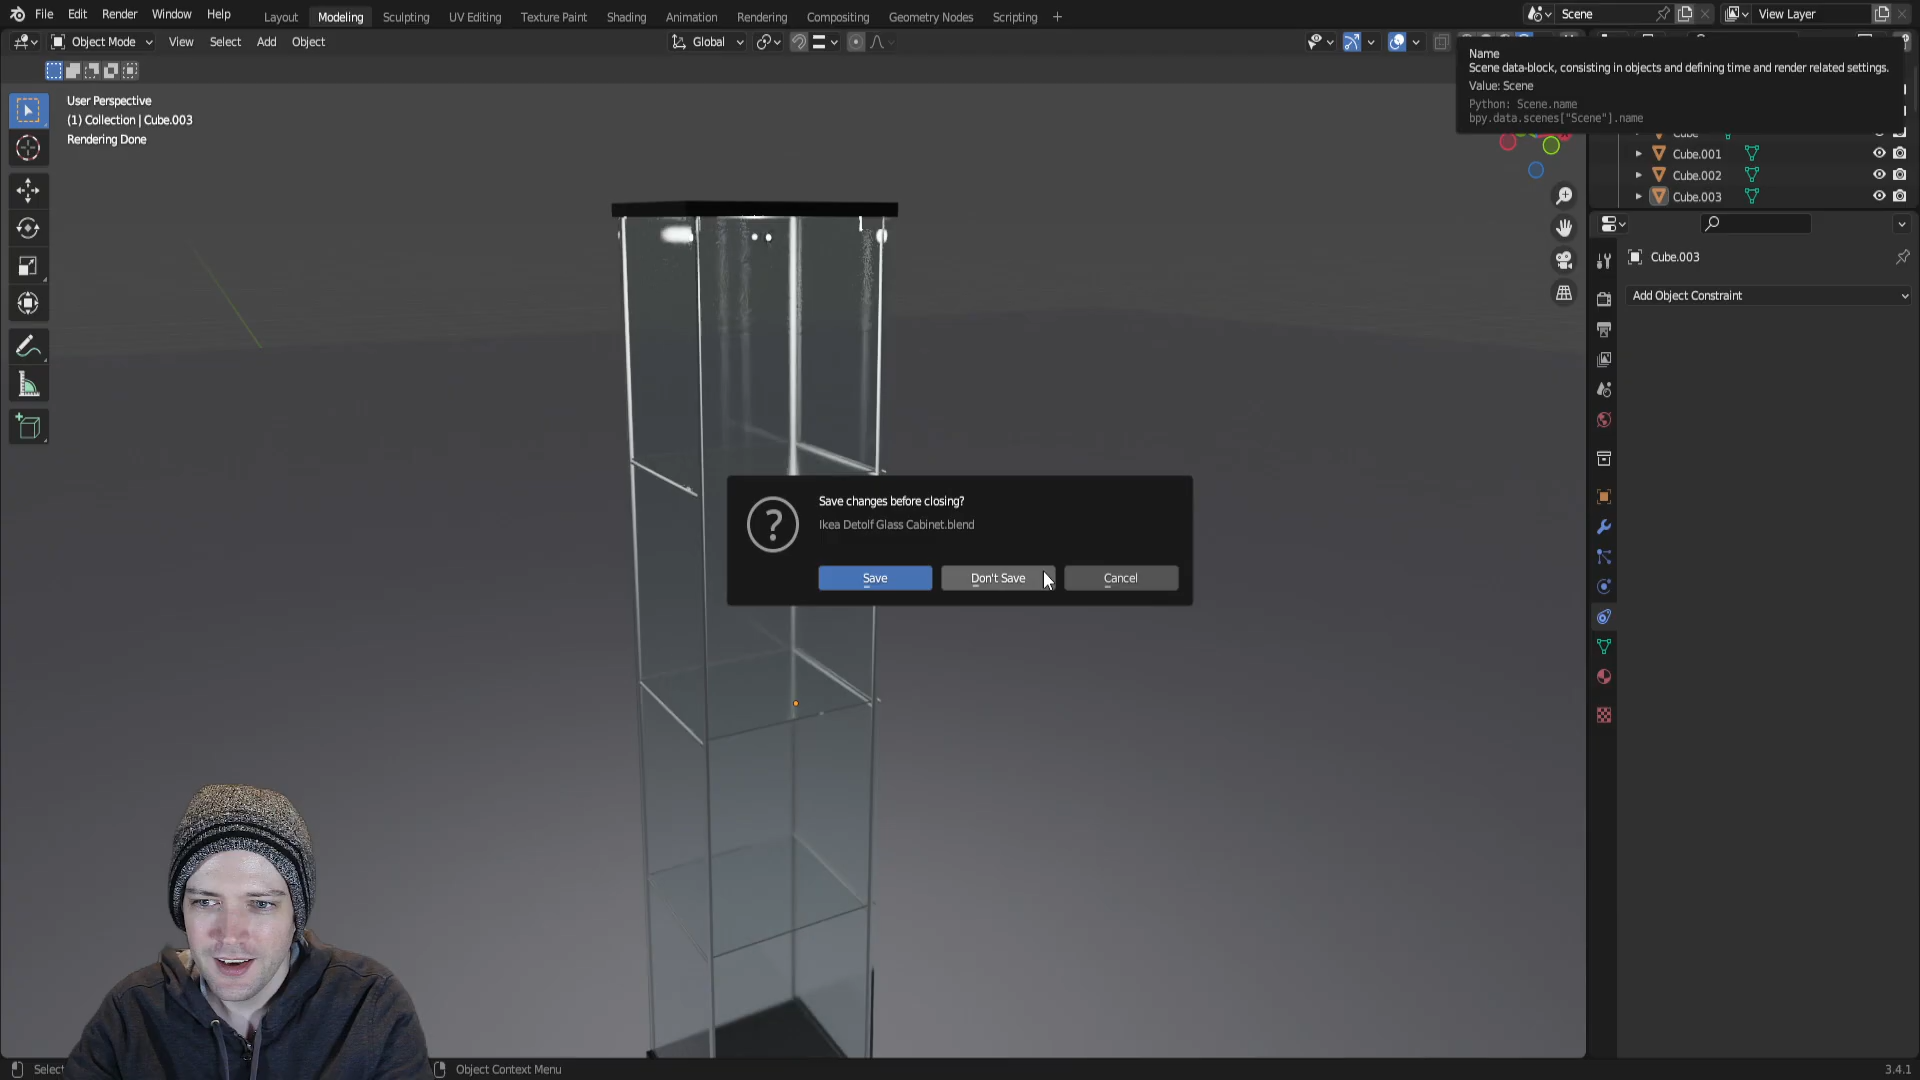 File Edit Render Window Help Layout Modeling Sculpting UV Editing Texture Paint Shading Animation Rendering Compositing Geometry Nodes Scripting + Scene View Layer
Object Mode View Select Add Object Global
Name
Scene data-block, consisting in objects and defining time and render related settings.
Value: Scene
Python: Scene.name
bpy.data.scenes["Scene"].name
User Perspective
(1) Collection | Cube.003
Rendering Done
Cube
Cube.001
Cube.002
Cube.003
Cube.003
Add Object Constraint
Save changes before closing?
Ikea Detolf Glass Cabinet.blend
Save Don't Save Cancel
Select Object Context Menu 3.4.1